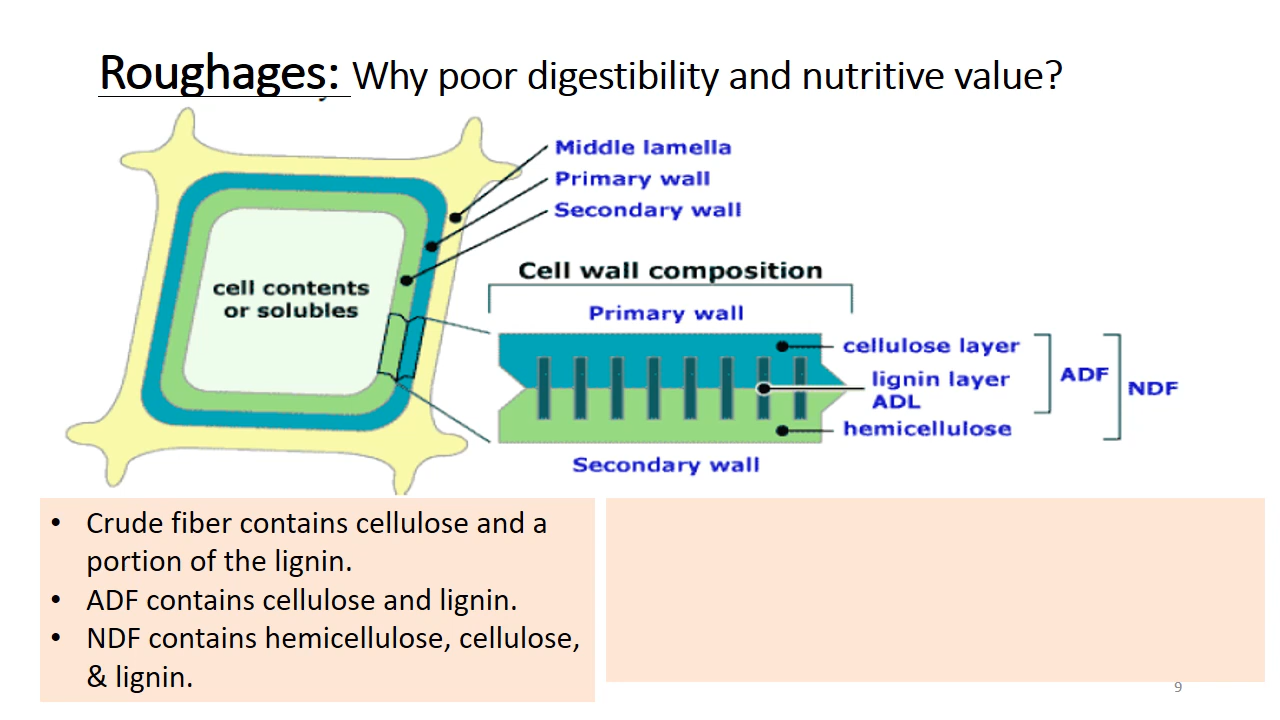 Roughages: Why poor digestibility and nutritive value?
Middle lamella
Primary wall
Secondary wall
cell contents
or solubles
Cell wall composition
Primary wall
cellulose layer
lignin layer
ADL
hemicellulose
ADF
NDF
Secondary wall
• Crude fiber contains cellulose and a
portion of the lignin.
• ADF contains cellulose and lignin.
• NDF contains hemicellulose, cellulose,
& lignin.
9